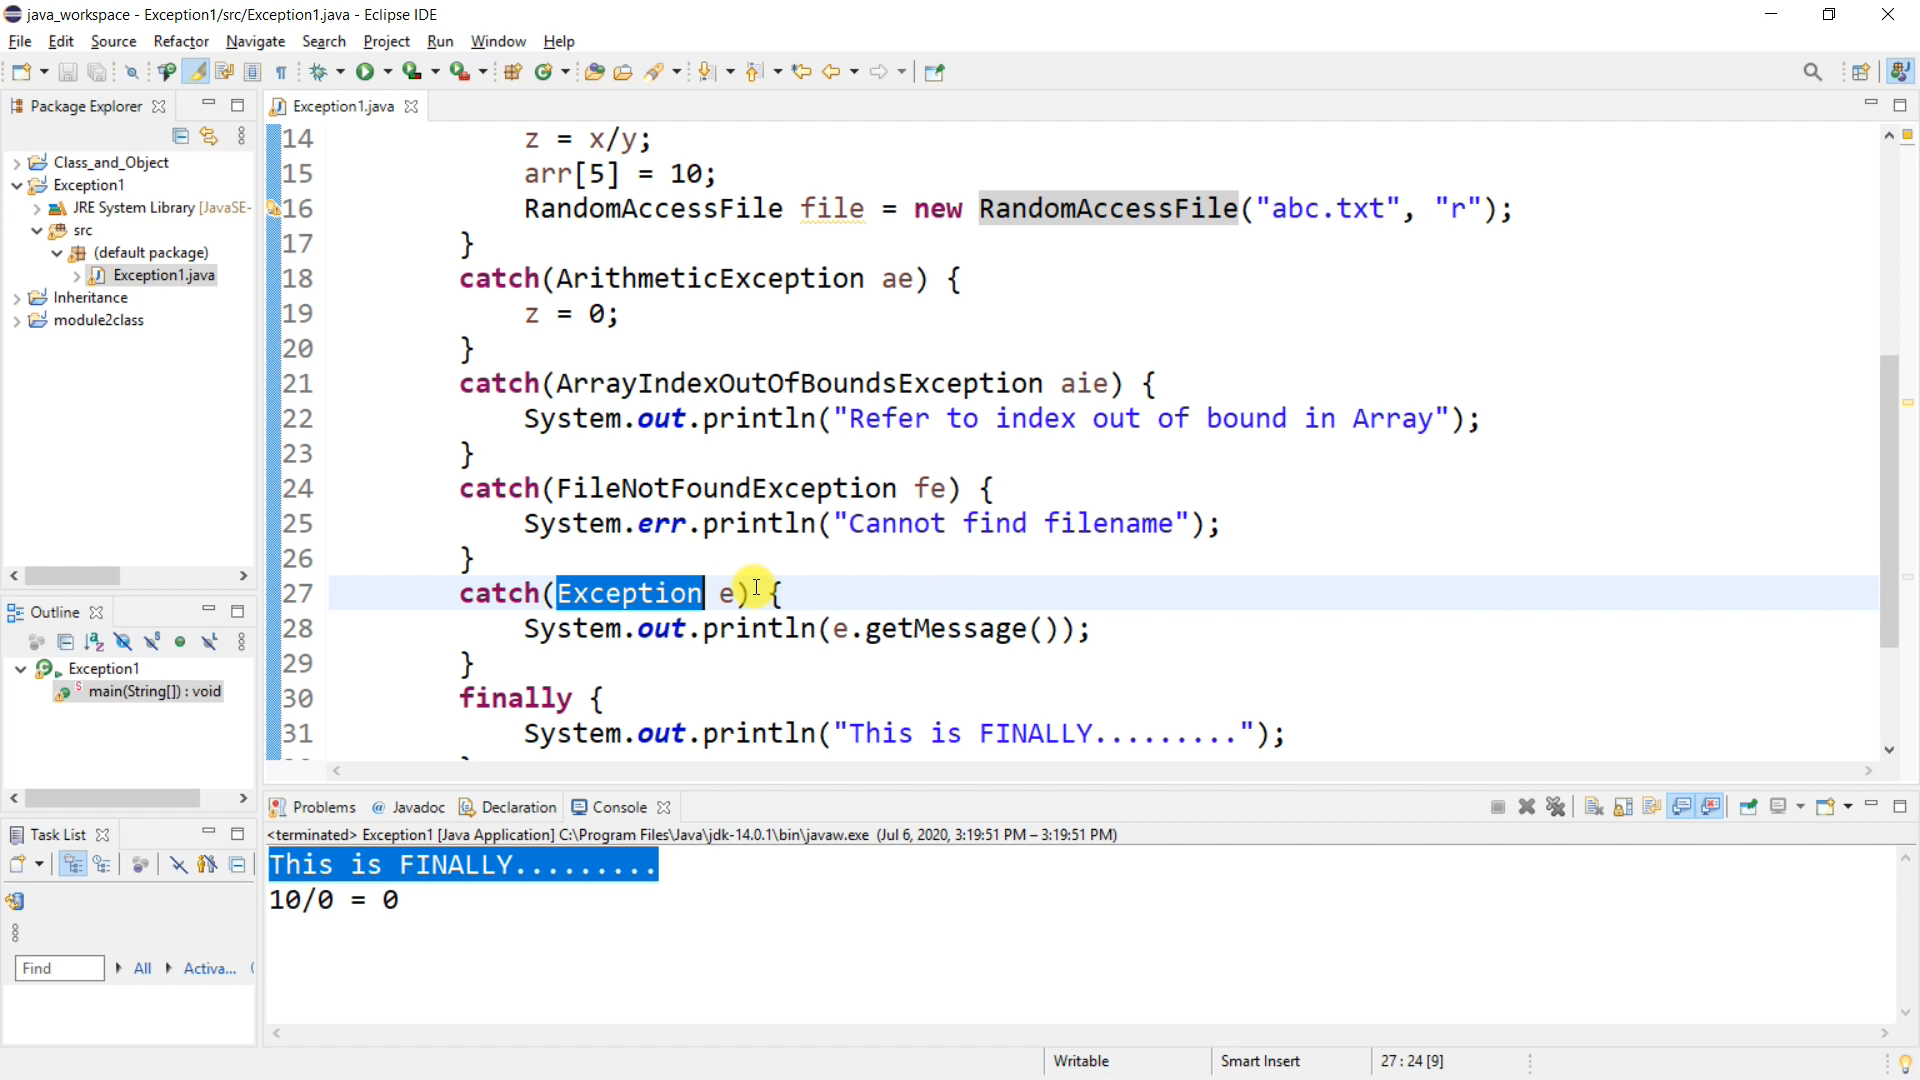 java_workspace - Exception1/src/Exception1.java - Eclipse IDE
File Edit Source Refactor Navigate Search Project Run Window Help
Package Explorer
Exception1.java
Class_and_Object
Exception1
JRE System Library [JavaSE-
src
(default package)
Exception1.java
Inheritance
module2class
14 z = x/y;
15 arr[5] = 10;
16 RandomAccessFile file = new RandomAccessFile("abc.txt", "r");
17 }
18 catch(ArithmeticException ae) {
19 z = 0;
20 }
21 catch(ArrayIndexOutOfBoundsException aie) {
22 System.out.println("Refer to index out of bound in Array");
23 }
24 catch(FileNotFoundException fe) {
25 System.err.println("Cannot find filename");
26 }
27 catch(Exception e) {
28 System.out.println(e.getMessage());
29 }
30 finally {
31 System.out.println("This is FINALLY.........");
Outline
Exception1
main(String[]) : void
Task List
Find All Activa...
Problems @ Javadoc Declaration Console
<terminated> Exception1 [Java Application] C:\Program Files\Java\jdk-14.0.1\bin\javaw.exe (Jul 6, 2020, 3:19:51 PM – 3:19:51 PM)
This is FINALLY.........
10/0 = 0
Writable Smart Insert 27 : 24 [9]